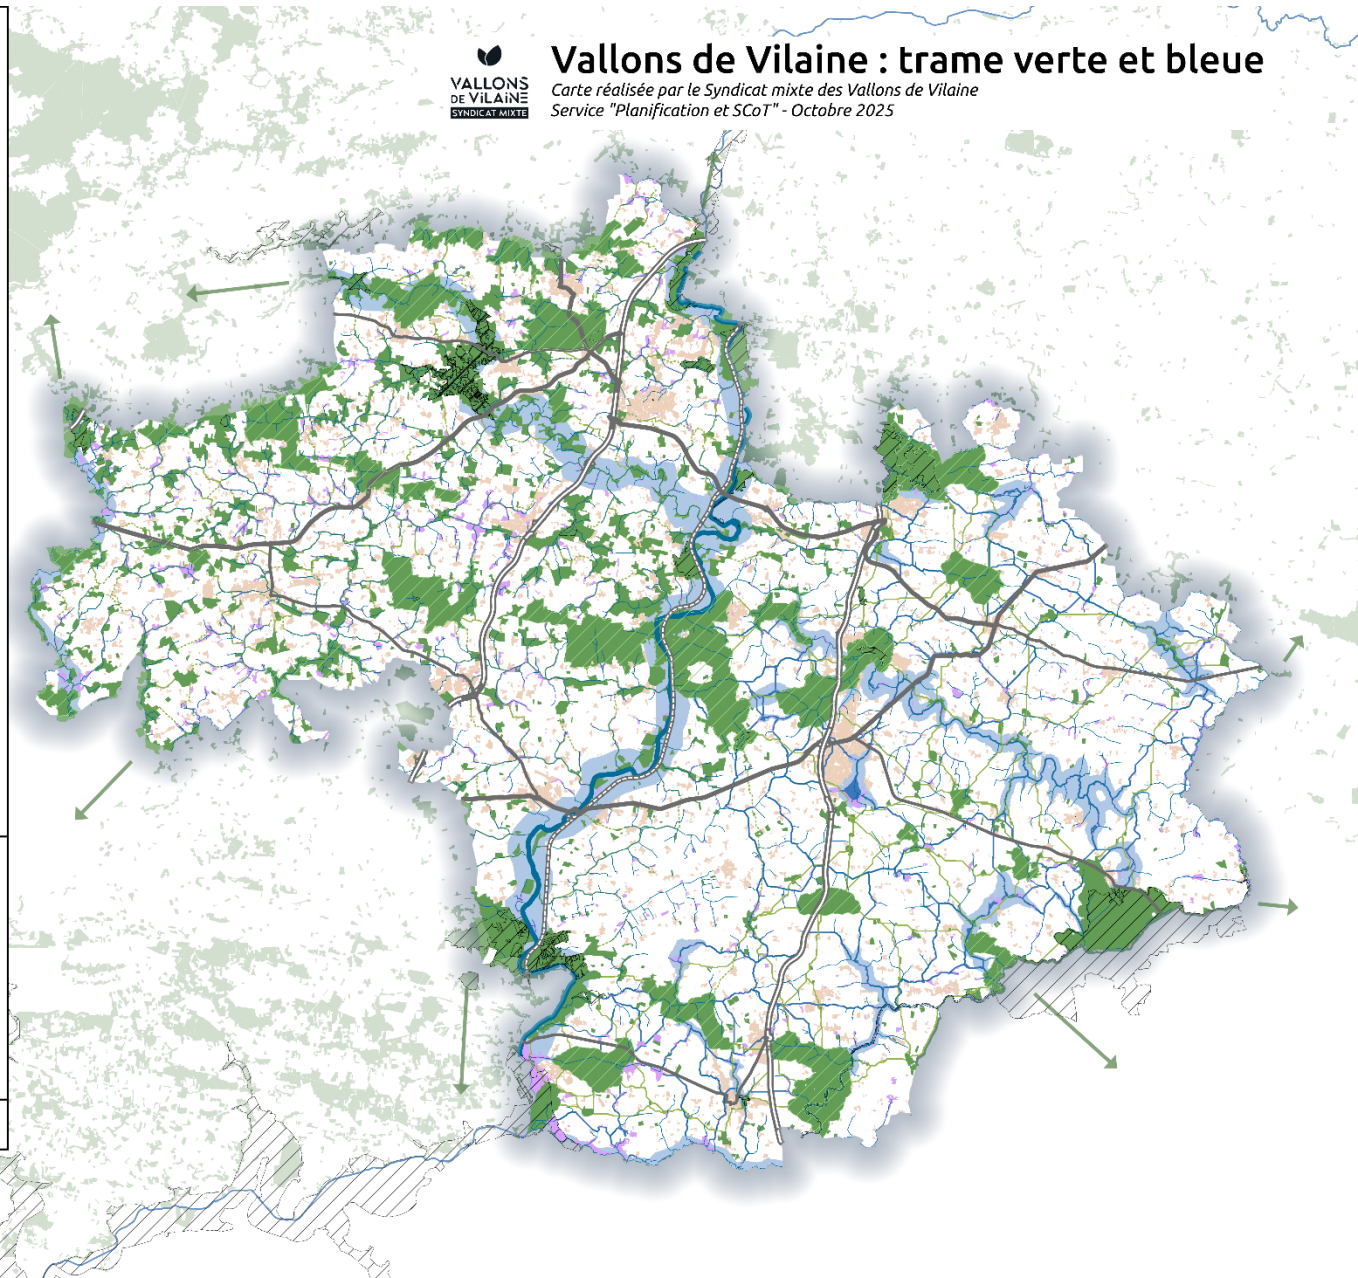 Vallons de Vilaine : trame verte et bleue
Carte réalisée par le Syndicat mixte des Vallons de Vilaine
Service "Planification et SCoT" - Octobre 2025
VALLONS
DE VILAINE
SYNDICAT MIXTE